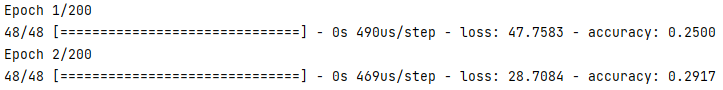 Epoch 1/200
48/48 [==============================] - 0s 490us/step - loss: 47.7583 - accuracy: 0.2500
Epoch 2/200
48/48 [==============================] - 0s 469us/step - loss: 28.7084 - accuracy: 0.2917